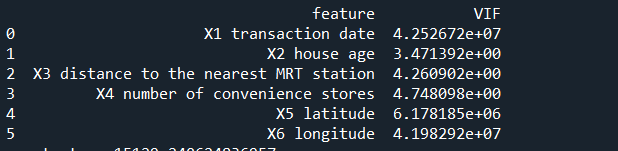 feature VIF
0 X1 transaction date 4.252672e+07
1 X2 house age 3.471392e+00
2 X3 distance to the nearest MRT station 4.260902e+00
3 X4 number of convenience stores 4.748098e+00
4 X5 latitude 6.178185e+06
5 X6 longitude 4.198292e+07